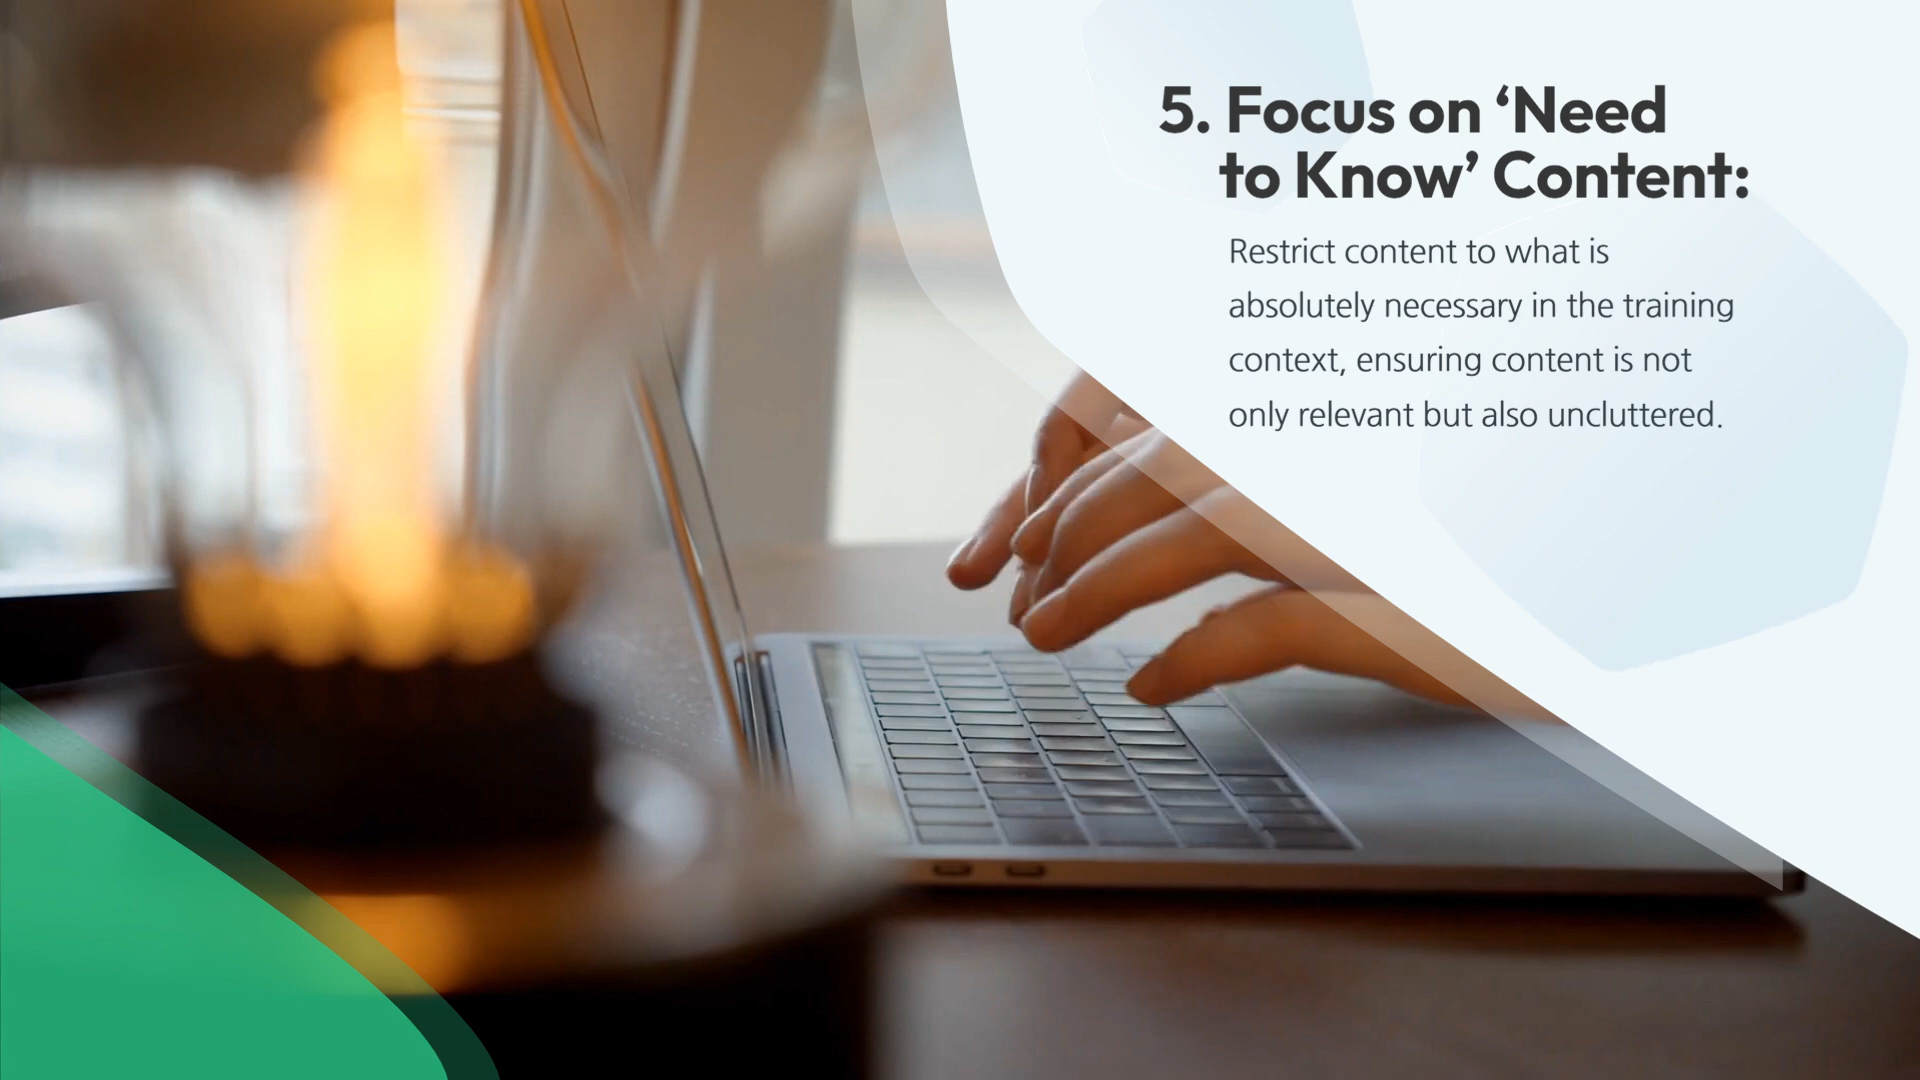 5. Focus on ‘Need
to Know’ Content:
Restrict content to what is
absolutely necessary in the training
context, ensuring content is not
only relevant but also uncluttered.